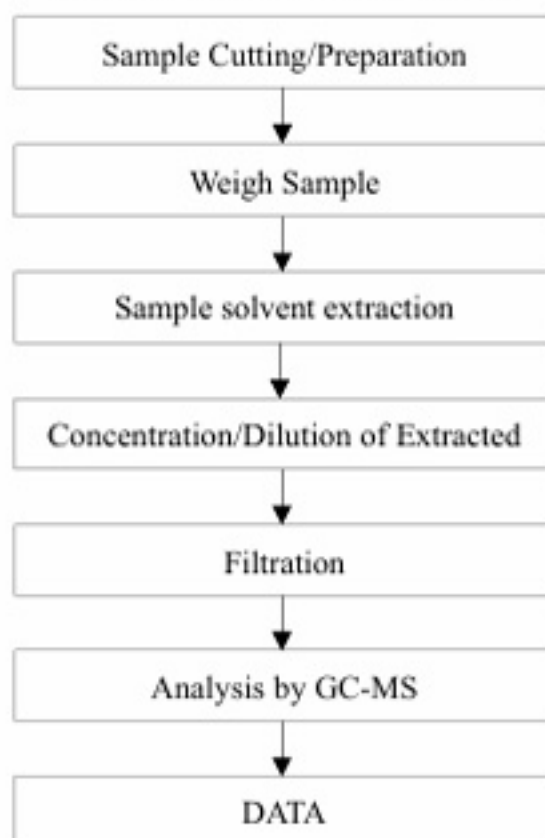 Sample Cutting/Preparation
Weigh Sample
Sample solvent extraction
Concentration/Dilution of Extracted
Filtration
Analysis by GC-MS
DATA